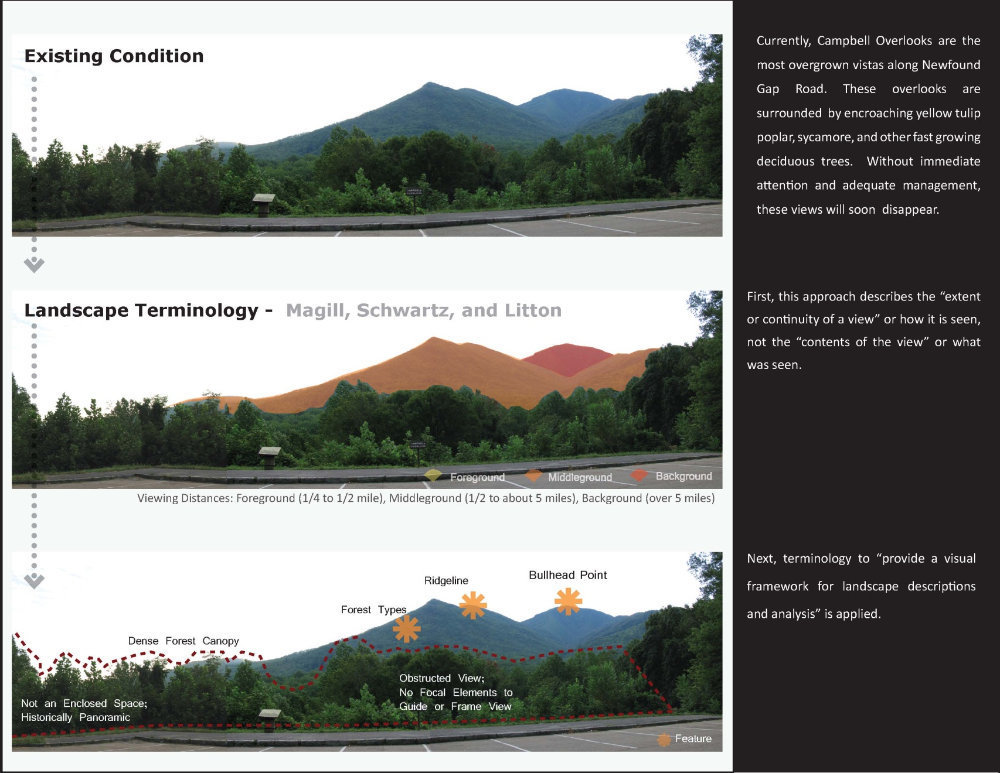 Existing Condition
CAMPBELL
OVERLOOK
Currently, Campbell Overlooks are the
most overgrown vistas along Newfound
Gap Road. These overlooks are
surrounded by encroaching yellow tulip
poplar, sycamore, and other fast growing
deciduous trees. Without immediate
attention and adequate management,
these views will soon disappear.
Landscape Terminology - Magill, Schwartz, and Litton
CAMPBELL
OVERLOOK
Foreground
Middleground
Background
Viewing Distances: Foreground (1/4 to 1/2 mile), Middleground (1/2 to about 5 miles), Background (over 5 miles)
First, this approach describes the “extent
or continuity of a view” or how it is seen,
not the “contents of the view” or what
was seen.
Bullhead Point
Ridgeline
Forest Types
Dense Forest Canopy
Obstructed View;
No Focal Elements to
Guide or Frame View
Not an Enclosed Space;
Historically Panoramic
Feature
Next, terminology to “provide a visual
framework for landscape descriptions
and analysis” is applied.